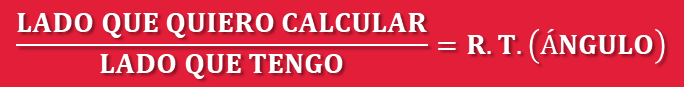 LADO QUE QUIERO CALCULAR
LADO QUE TENGO
= R. T. (ÁNGULO)